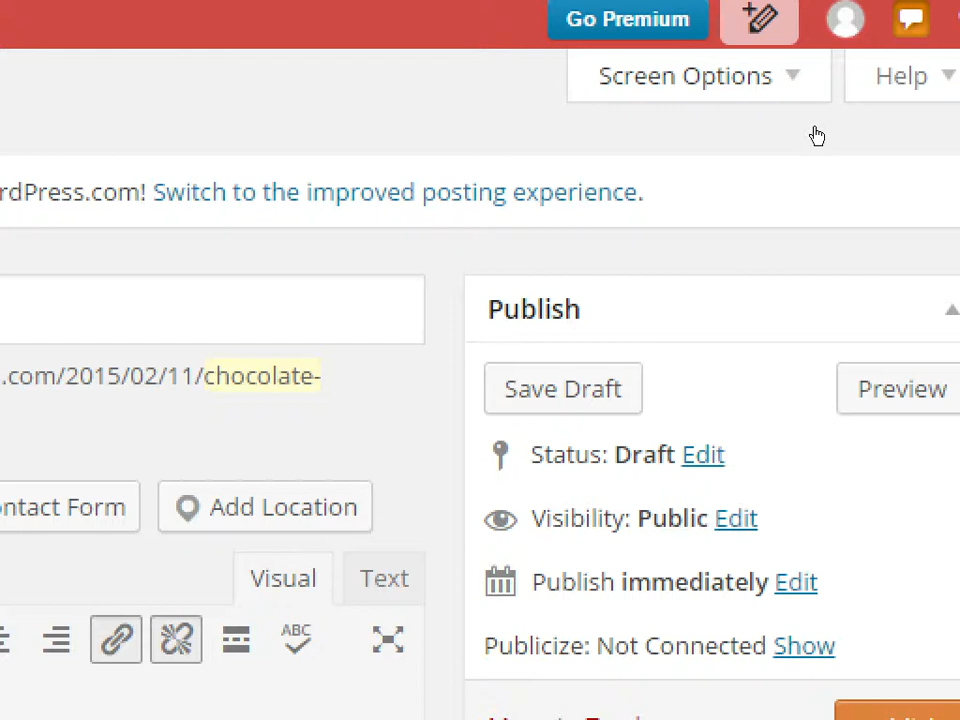 Go Premium
Screen Options
Help
rdPress.com! Switch to the improved posting experience.
Publish
.com/2015/02/11/chocolate-
Save Draft
Preview
Status: Draft Edit
ntact Form
Add Location
Visibility: Public Edit
Visual
Text
Publish immediately Edit
ABC
Publicize: Not Connected Show